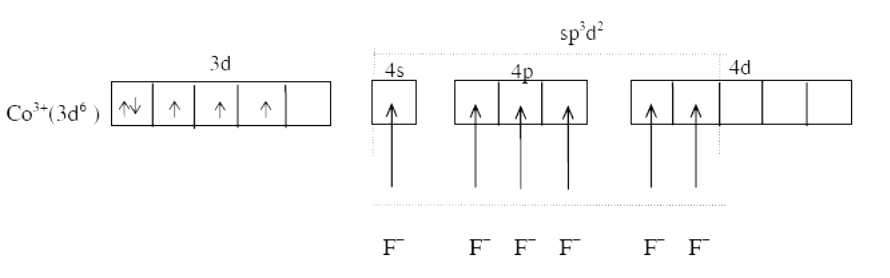 sp³d²
3d 4s 4p 4d
Co³⁺(3d⁶ )
F⁻ F⁻ F⁻ F⁻ F⁻ F⁻